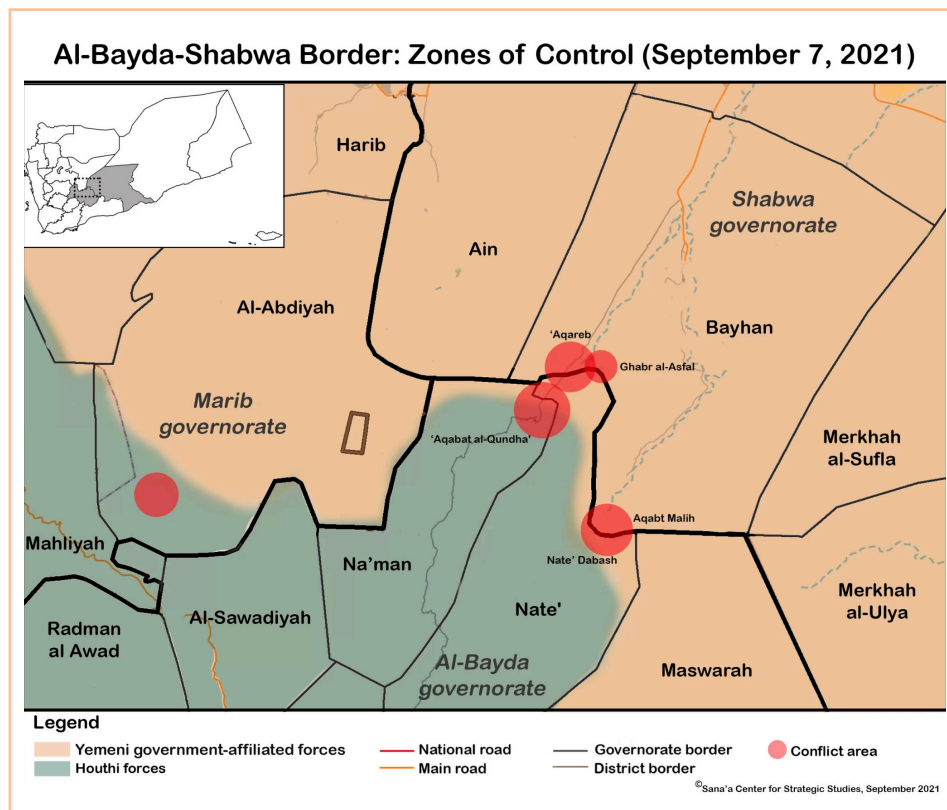 Al-Bayda-Shabwa Border: Zones of Control (September 7, 2021)
Harib
Shabwa
governorate
Ain
Al-Abdiyah
Bayhan
'Aqareb
Ghabr al-Asfal
Marib
governorate
'Aqabat al-Qundha'
Merkhah
al-Sufla
Aqabt Malih
Mahliyah
Na'man
Nate' Dabash
Merkhah
al-Ulya
Al-Sawadiyah
Nate'
Radman
al Awad
Al-Bayda
governorate
Maswarah
Legend
Yemeni government-affiliated forces
Houthi forces
National road
Main road
Governorate border
District border
Conflict area
©Sana'a Center for Strategic Studies, September 2021